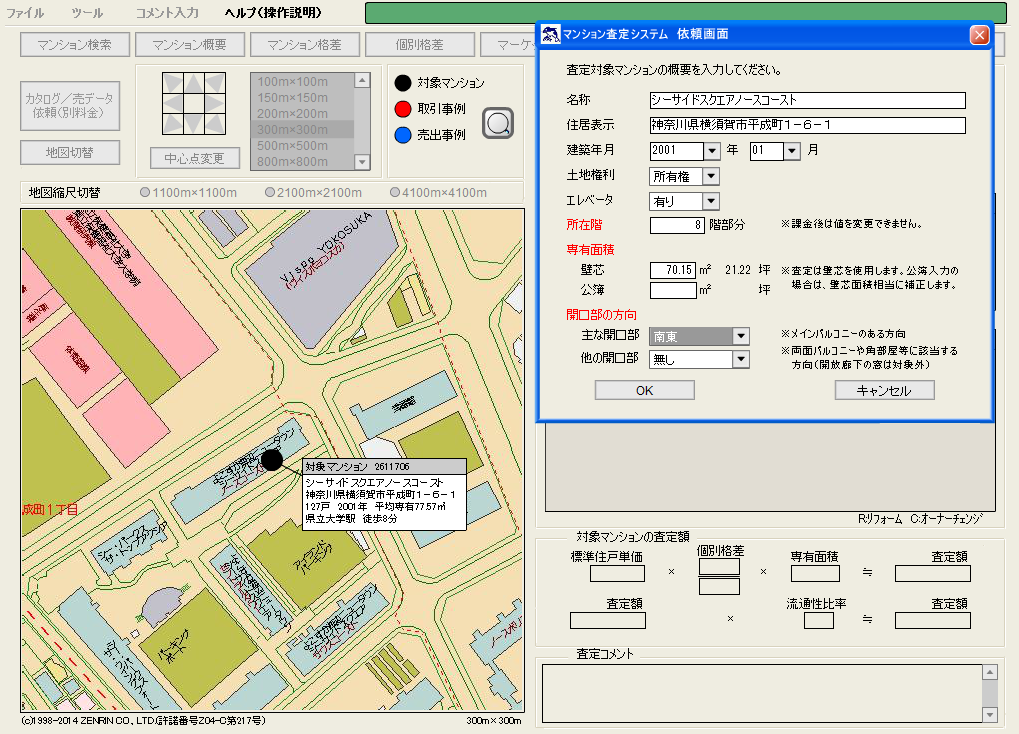 ファイル ツール コメント入力 ヘルプ(操作説明)
マンション検索 マンション概要 マンション格差 個別格差 マーケ
カタログ／売データ
依頼(別料金)
地図切替
中心点変更
100m×100m
150m×150m
200m×200m
300m×300m
500m×500m
800m×800m
対象マンション
取引事例
売出事例
地図縮尺切替 1100m×1100m 2100m×2100m 4100m×4100m
マンション査定システム 依頼画面
査定対象マンションの概要を入力してください。
名称 シーサイドスクエアノースコースト
住居表示 神奈川県横須賀市平成町１－６－１
建築年月 2001 年 01 月
土地権利 所有権
エレベータ 有り
所在階 8 階部分 ※課金後は値を変更できません。
専有面積
壁芯 70.15 ㎡ 21.22 坪 ※査定は壁芯を使用します。公簿入力の
公簿 ㎡ 坪 場合は、壁芯面積相当に補正します。
開口部の方向
主な開口部 南東 ※メインバルコニーのある方向
他の開口部 無し ※両面バルコニーや角部屋等に該当する
方向(開放廊下の窓は対象外)
OK キャンセル
YOKOSUKA
対象マンション 2611706
シーサイドスクエアノースコースト
神奈川県横須賀市平成町１－６－１
127戸 2001年 平均専有77.57㎡
県立大学駅 徒歩8分
成町１丁目
アイランドパーキング
パーキングポート
R:リフォーム C:オーナーチェンジ
対象マンションの査定額
標準住戸単価 × 個別格差 × 専有面積 ≒ 査定額
査定額 × 流通性比率 ≒ 査定額
査定コメント
(c)1998-2014 ZENRIN CO., LTD.(許諾番号Z04-C第217号) 300m×300m